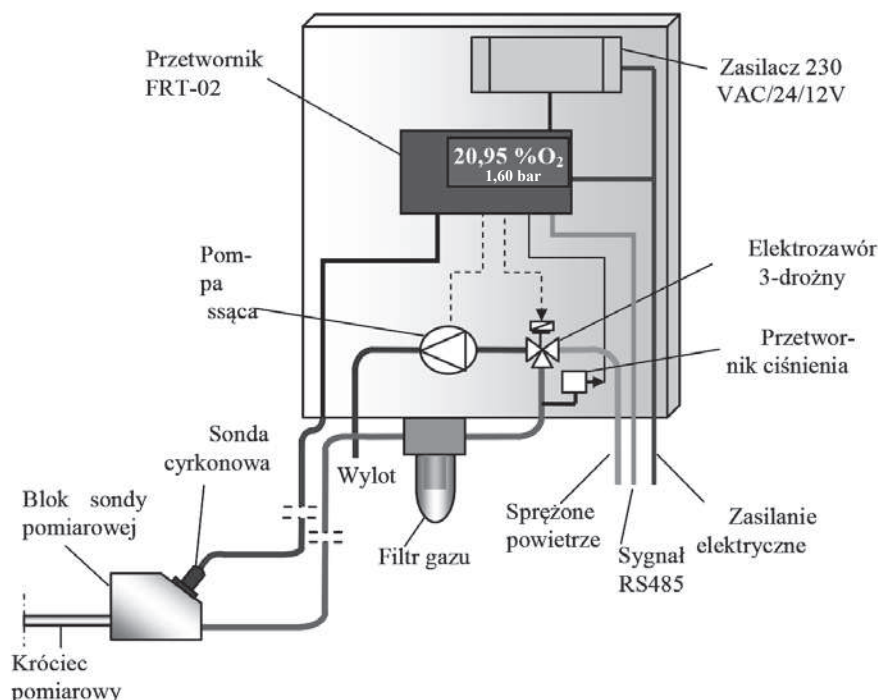 Przetwornik
FRT-02
Zasilacz 230
VAC/24/12V
20,95 %O₂
1,60 bar
Pom-
pa
ssąca
Elektrozawór
3-drożny
Przetwor-
nik ciśnienia
Sonda
cyrkonowa
Wylot
Blok sondy
pomiarowej
Filtr gazu
Sprężone
powietrze
Sygnał
RS485
Zasilanie
elektryczne
Króciec
pomiarowy